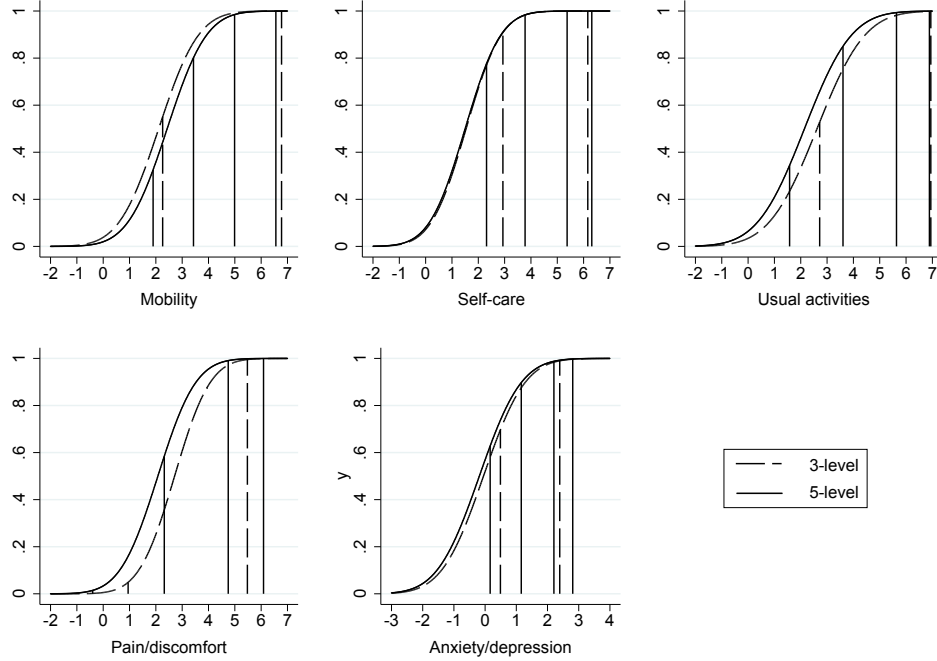 0 .2 .4 .6 .8 1
-2 -1 0 1 2 3 4 5 6 7
Mobility
0 .2 .4 .6 .8 1
-2 -1 0 1 2 3 4 5 6 7
Self-care
0 .2 .4 .6 .8 1
-2 -1 0 1 2 3 4 5 6 7
Usual activities
0 .2 .4 .6 .8 1
-2 -1 0 1 2 3 4 5 6 7
Pain/discomfort
y
0 .2 .4 .6 .8 1
-3 -2 -1 0 1 2 3 4
Anxiety/depression
3-level
5-level